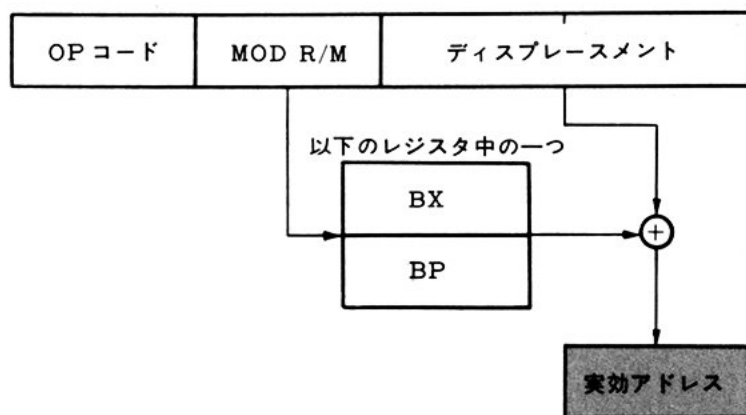 OPコード
MOD R/M
ディスプレースメント
以下のレジスタ中の一つ
BX
BP
+
実効アドレス